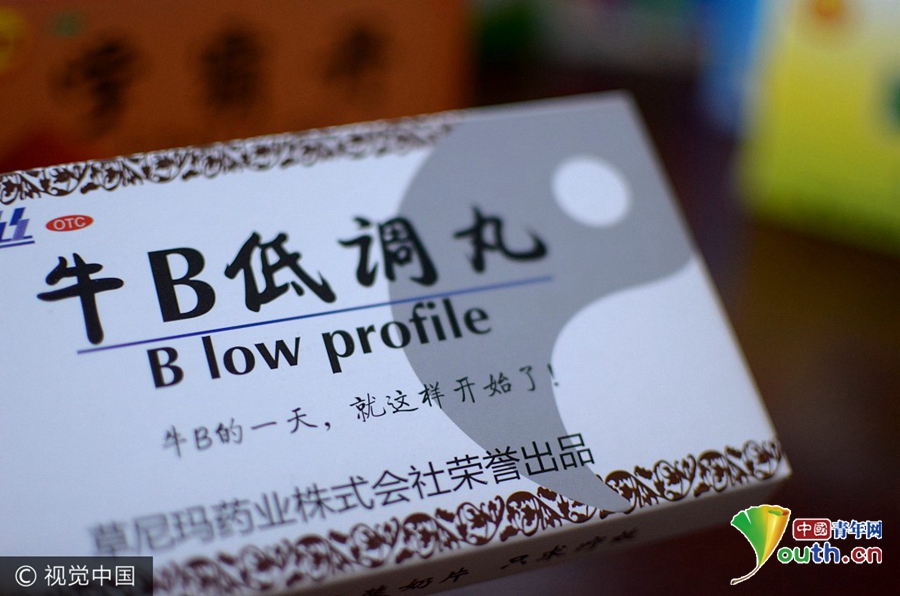 丝
OTC
牛B低调丸
B low profile
牛B的一天，就这样开始了！
草尼玛药业株式会社荣誉出品
© 视觉中国
中國青年网
Youth.cn